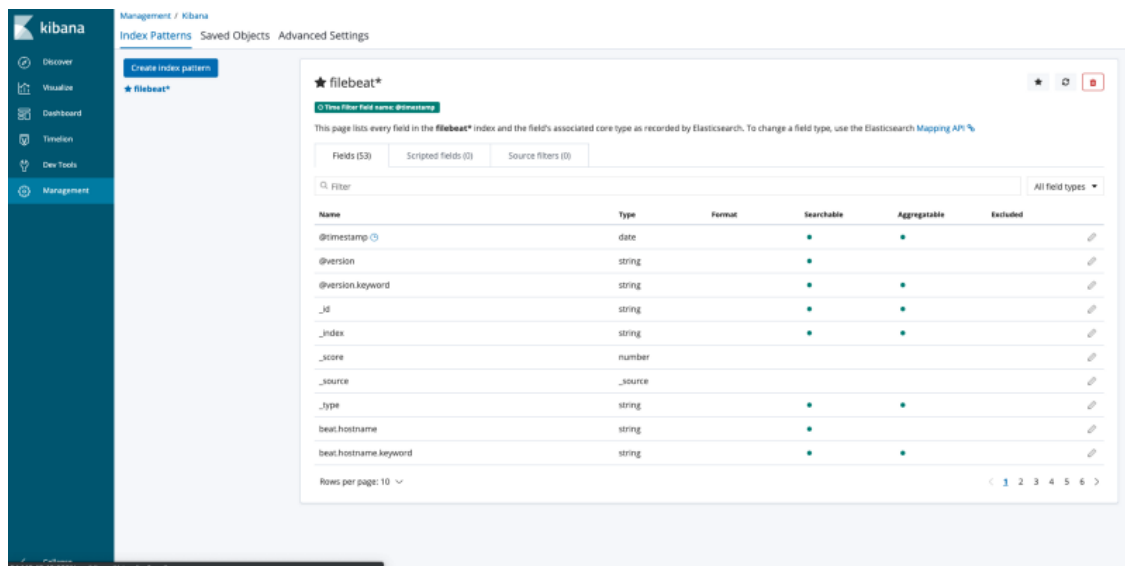 kibana
Discover
Visualize
Dashboard
Timelion
Dev Tools
Management
Collapse
Management / Kibana
Index Patterns Saved Objects Advanced Settings
Create index pattern
★ filebeat*
★ filebeat*
Time Filter field name: @timestamp
This page lists every field in the filebeat* index and the field's associated core type as recorded by Elasticsearch. To change a field type, use the Elasticsearch Mapping API
Fields (53) Scripted fields (0) Source filters (0)
Filter All field types
Name Type Format Searchable Aggregatable Excluded
@timestamp date
@version string
@version.keyword string
_id string
_index string
_score number
_source _source
_type string
beat.hostname string
beat.hostname.keyword string
Rows per page: 10 < 1 2 3 4 5 6 >